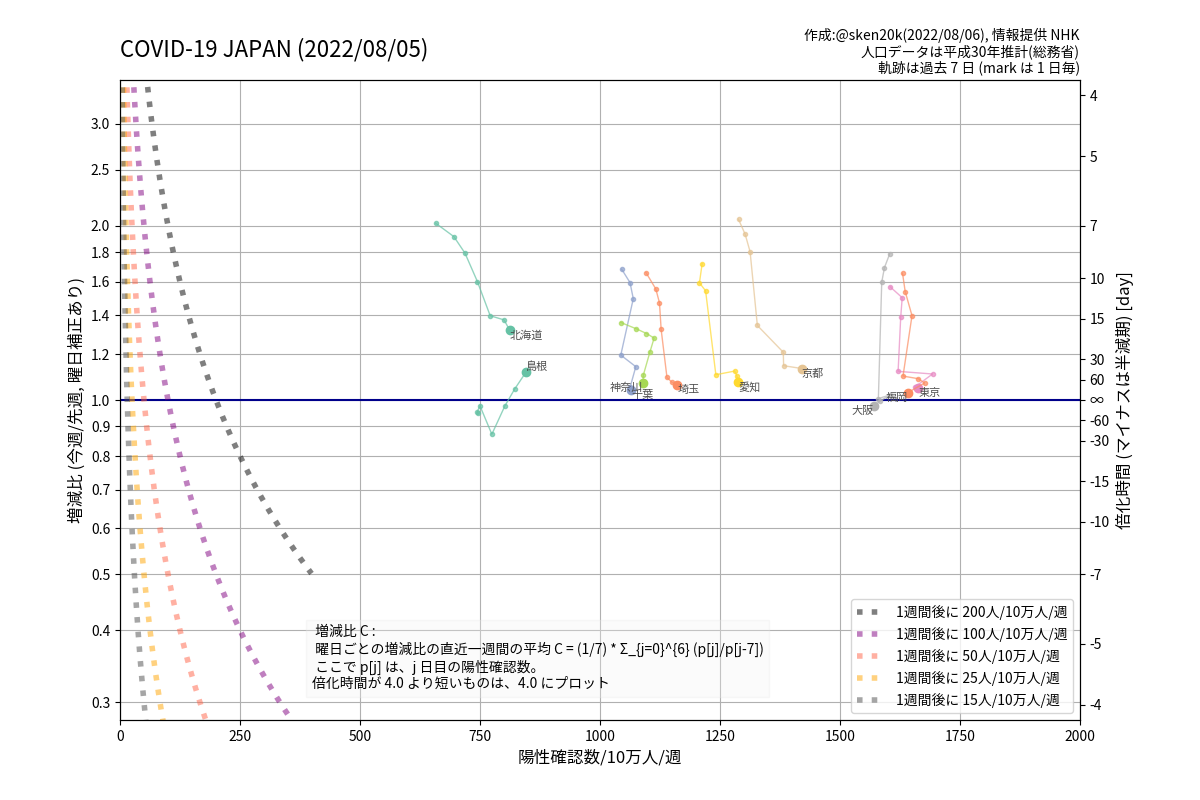 COVID-19 JAPAN (2022/08/05)
作成:@sken20k(2022/08/06), 情報提供 NHK
人口データは平成30年推計(総務省)
軌跡は過去７日 (mark は 1 日毎)
増減比 (今週/先週, 曜日補正あり)
3.0
2.5
2.0
1.8
1.6
1.4
1.2
1.0
0.9
0.8
0.7
0.6
0.5
0.4
0.3
北海道
島根
神奈川
千葉
埼玉
愛知
京都
大阪
福岡
東京
4
5
7
10
15
30
60
∞
-60
-30
-15
-10
-7
-5
-4
倍化時間 (マイナスは半減期) [day]
増減比 C :
曜日ごとの増減比の直近一週間の平均 C = (1/7) * Σ_{j=0}^{6} (p[j]/p[j-7])
ここで p[j] は、j 日目の陽性確認数。
倍化時間が 4.0 より短いものは、4.0 にプロット
1週間後に 200人/10万人/週
1週間後に 100人/10万人/週
1週間後に 50人/10万人/週
1週間後に 25人/10万人/週
1週間後に 15人/10万人/週
0
250
500
750
1000
1250
1500
1750
2000
陽性確認数/10万人/週